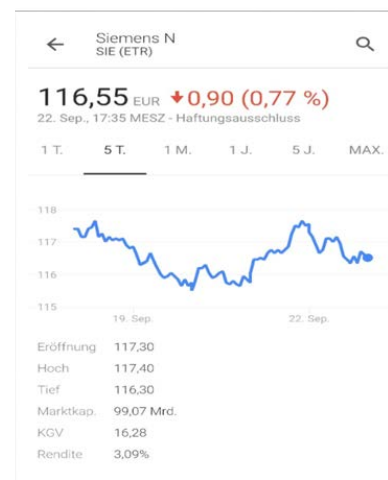 Siemens N
SIE (ETR)
116,55 EUR 0,90 (0,77 %)
22. Sep., 17:35 MESZ - Haftungsausschluss
1 T. 5 T. 1 M. 1 J. 5 J. MAX.
118
117
116
115
19. Sep. 22. Sep.
Eröffnung 117,30
Hoch 117,40
Tief 116,30
Marktkap. 99,07 Mrd.
KGV 16,28
Rendite 3,09%